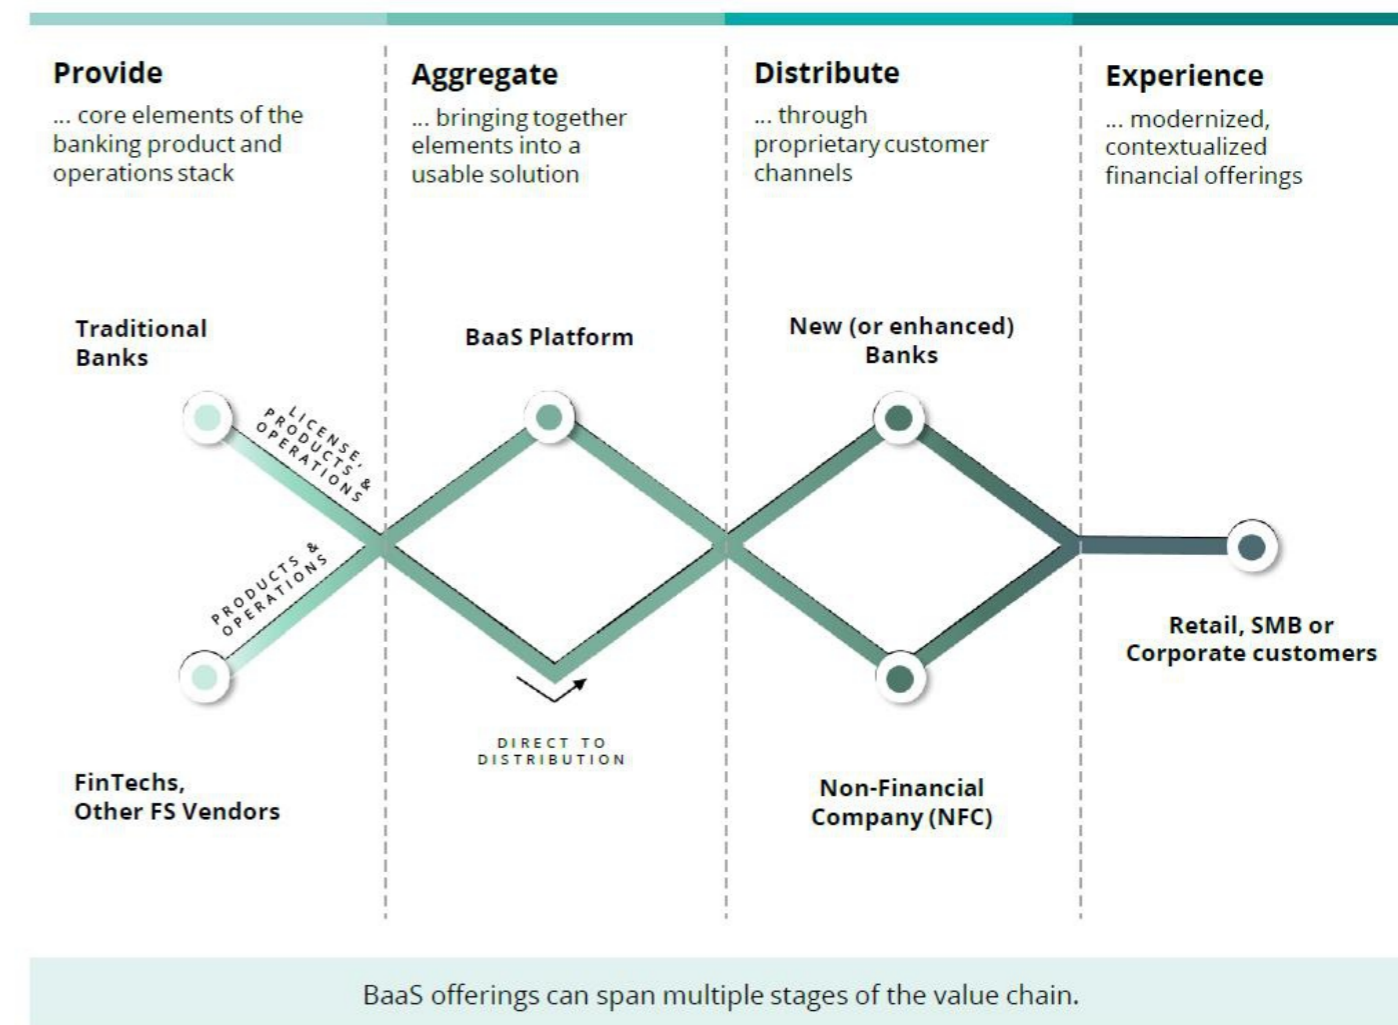 Provide
... core elements of the
banking product and
operations stack
Aggregate
... bringing together
elements into a
usable solution
Distribute
... through
proprietary customer
channels
Experience
... modernized,
contextualized
financial offerings
Traditional
Banks
LICENSE,
PRODUCTS, &
OPERATIONS
PRODUCTS &
OPERATIONS
FinTechs,
Other FS Vendors
BaaS Platform
DIRECT TO
DISTRIBUTION
New (or enhanced)
Banks
Non-Financial
Company (NFC)
Retail, SMB or
Corporate customers
BaaS offerings can span multiple stages of the value chain.